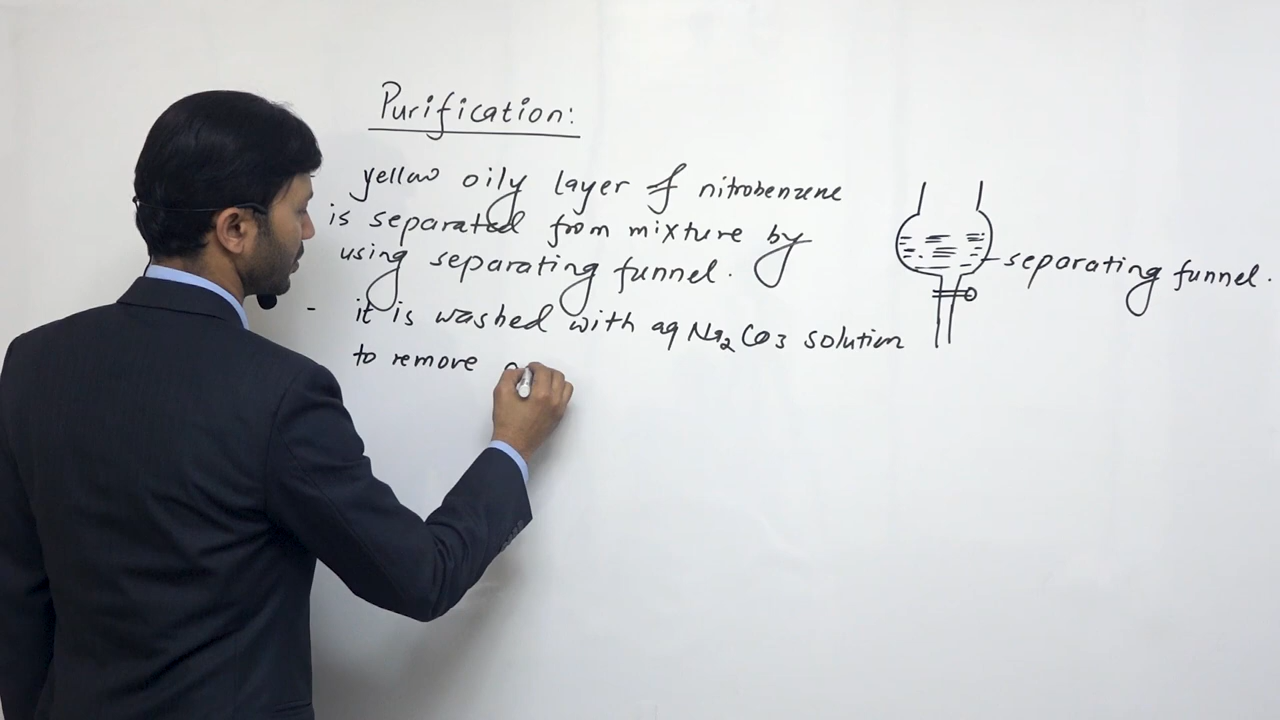 Purification:
yellow oily layer of nitrobenzene
is separated from mixture by
using separating funnel.
- it is washed with aq Na₂CO₃ solution
to remove
separating funnel.